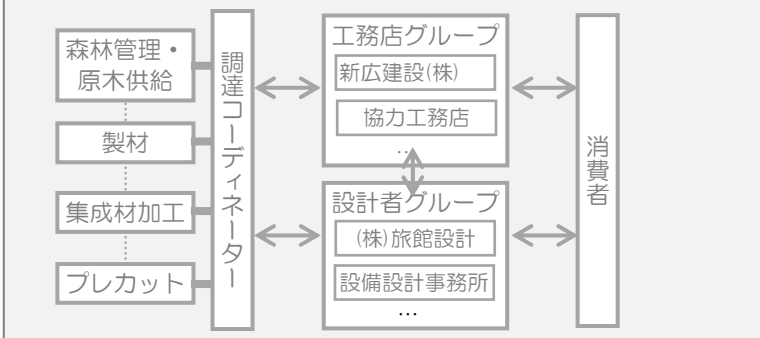 森林管理・
原木供給
製材
集成材加工
プレカット
調達コーディネーター
工務店グループ
新広建設(株)
協力工務店
…
設計者グループ
(株)旅館設計
設備設計事務所
…
消費者